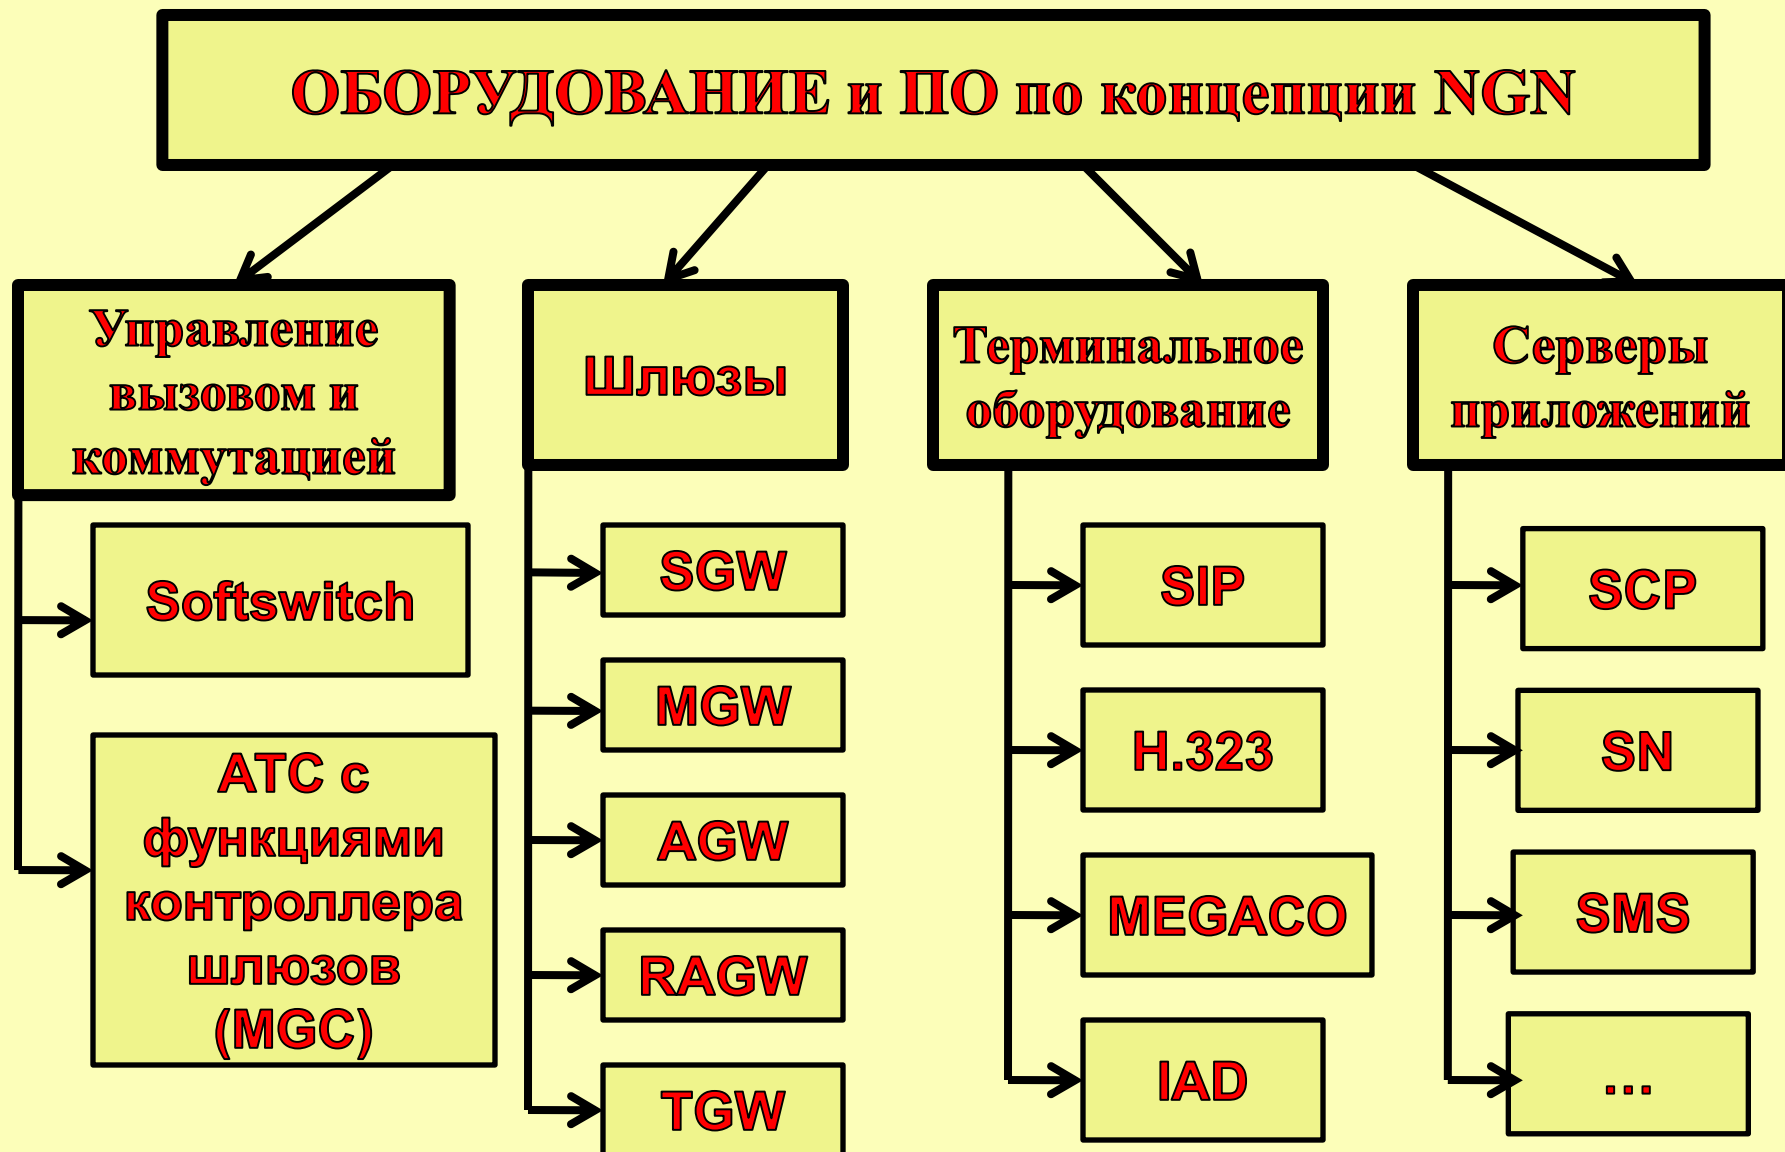 ОБОРУДОВАНИЕ и ПО по концепции NGN
Управление
вызовом и
коммутацией
Softswitch
АТС с
функциями
контроллера
шлюзов
(MGC)
Шлюзы
SGW
MGW
AGW
RAGW
TGW
Терминальное
оборудование
SIP
H.323
MEGACO
IAD
Серверы
приложений
SCP
SN
SMS
…